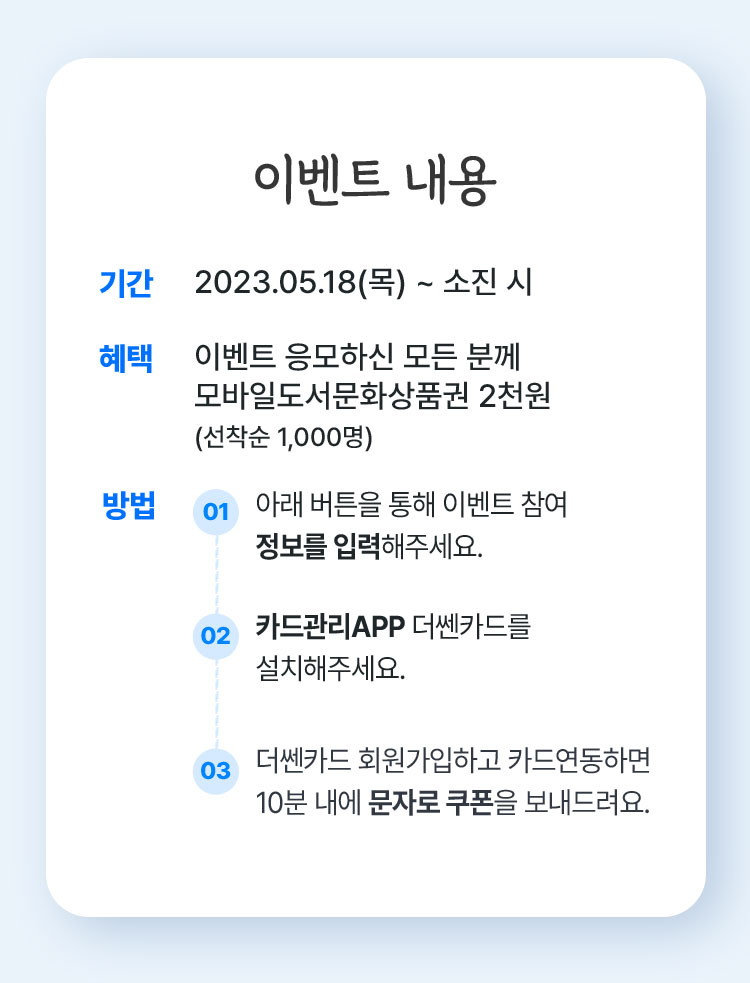 이벤트 내용
기간 2023.05.18(목) ~ 소진 시
혜택 이벤트 응모하신 모든 분께
모바일도서문화상품권 2천원
(선착순 1,000명)
방법 01 아래 버튼을 통해 이벤트 참여
정보를 입력해주세요.
02 카드관리APP 더쎈카드를
설치해주세요.
03 더쎈카드 회원가입하고 카드연동하면
10분 내에 문자로 쿠폰을 보내드려요.